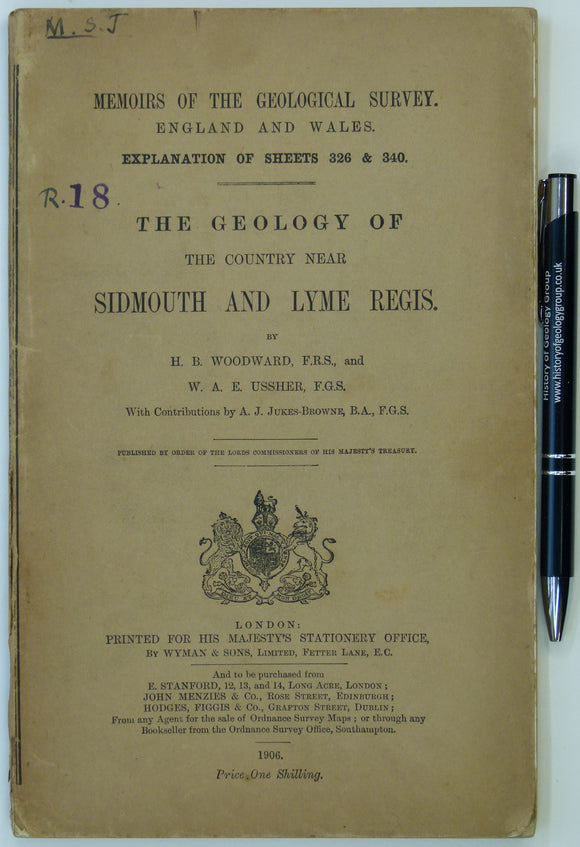 M.S.J
MEMOIRS OF THE GEOLOGICAL SURVEY.
ENGLAND AND WALES.
EXPLANATION OF SHEETS 326 & 340.
R.18.
THE GEOLOGY OF
THE COUNTRY NEAR
SIDMOUTH AND LYME REGIS.
BY
H. B. WOODWARD, F.R.S., and
W. A. E. USSHER, F.G.S.
With Contributions by A. J. JUKES-BROWNE, B.A., F.G.S.
PUBLISHED BY ORDER OF THE LORDS COMMISSIONERS OF HIS MAJESTY'S TREASURY.
LONDON:
PRINTED FOR HIS MAJESTY'S STATIONERY OFFICE,
BY WYMAN & SONS, LIMITED, FETTER LANE, E.C.
And to be purchased from
E. STANFORD, 12, 13, and 14, LONG ACRE, LONDON;
JOHN MENZIES & Co., ROSE STREET, EDINBURGH;
HODGES, FIGGIS & Co., GRAFTON STREET, DUBLIN;
From any Agent for the sale of Ordnance Survey Maps; or through any
Bookseller from the Ordnance Survey Office, Southampton.
1906.
Price One Shilling.
History of Geology Group
www.historyofgeologygroup.co.uk